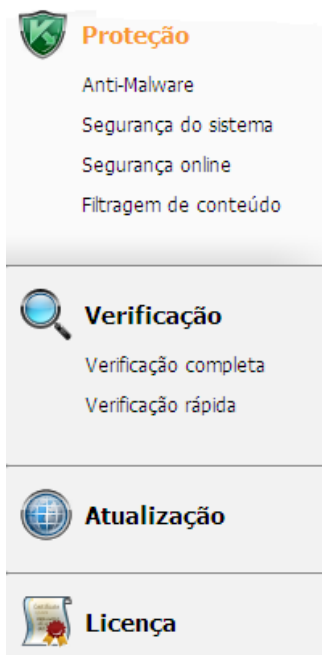 Proteção
Anti-Malware
Segurança do sistema
Segurança online
Filtragem de conteúdo
Verificação
Verificação completa
Verificação rápida
Atualização
Licença